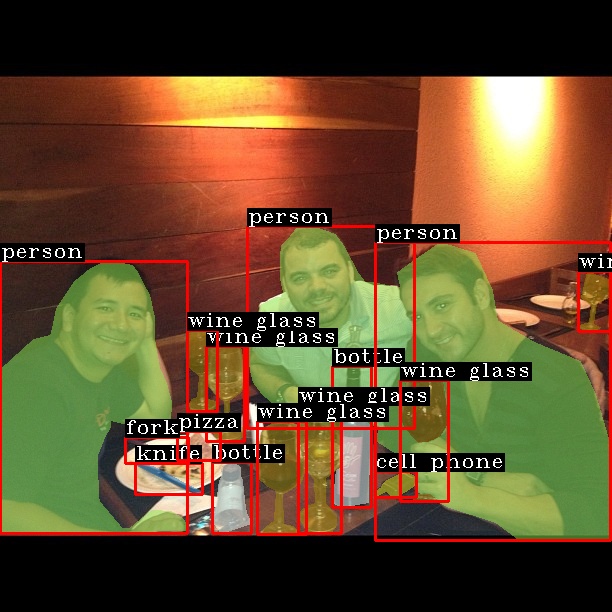 person
person
person
win
wine glass
wine glass
bottle
wine glass
wine glass
wine glass
fork
pizza
knife
bottle
cell phone